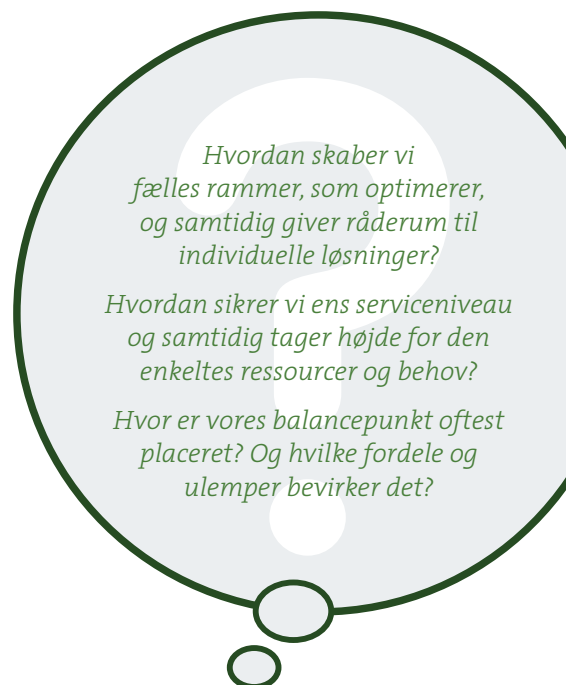 Hvordan skaber vi
fælles rammer, som optimerer,
og samtidig giver råderum til
individuelle løsninger?
Hvordan sikrer vi ens serviceniveau
og samtidig tager højde for den
enkeltes ressourcer og behov?
Hvor er vores balancepunkt oftest
placeret? Og hvilke fordele og
ulemper bevirker det?